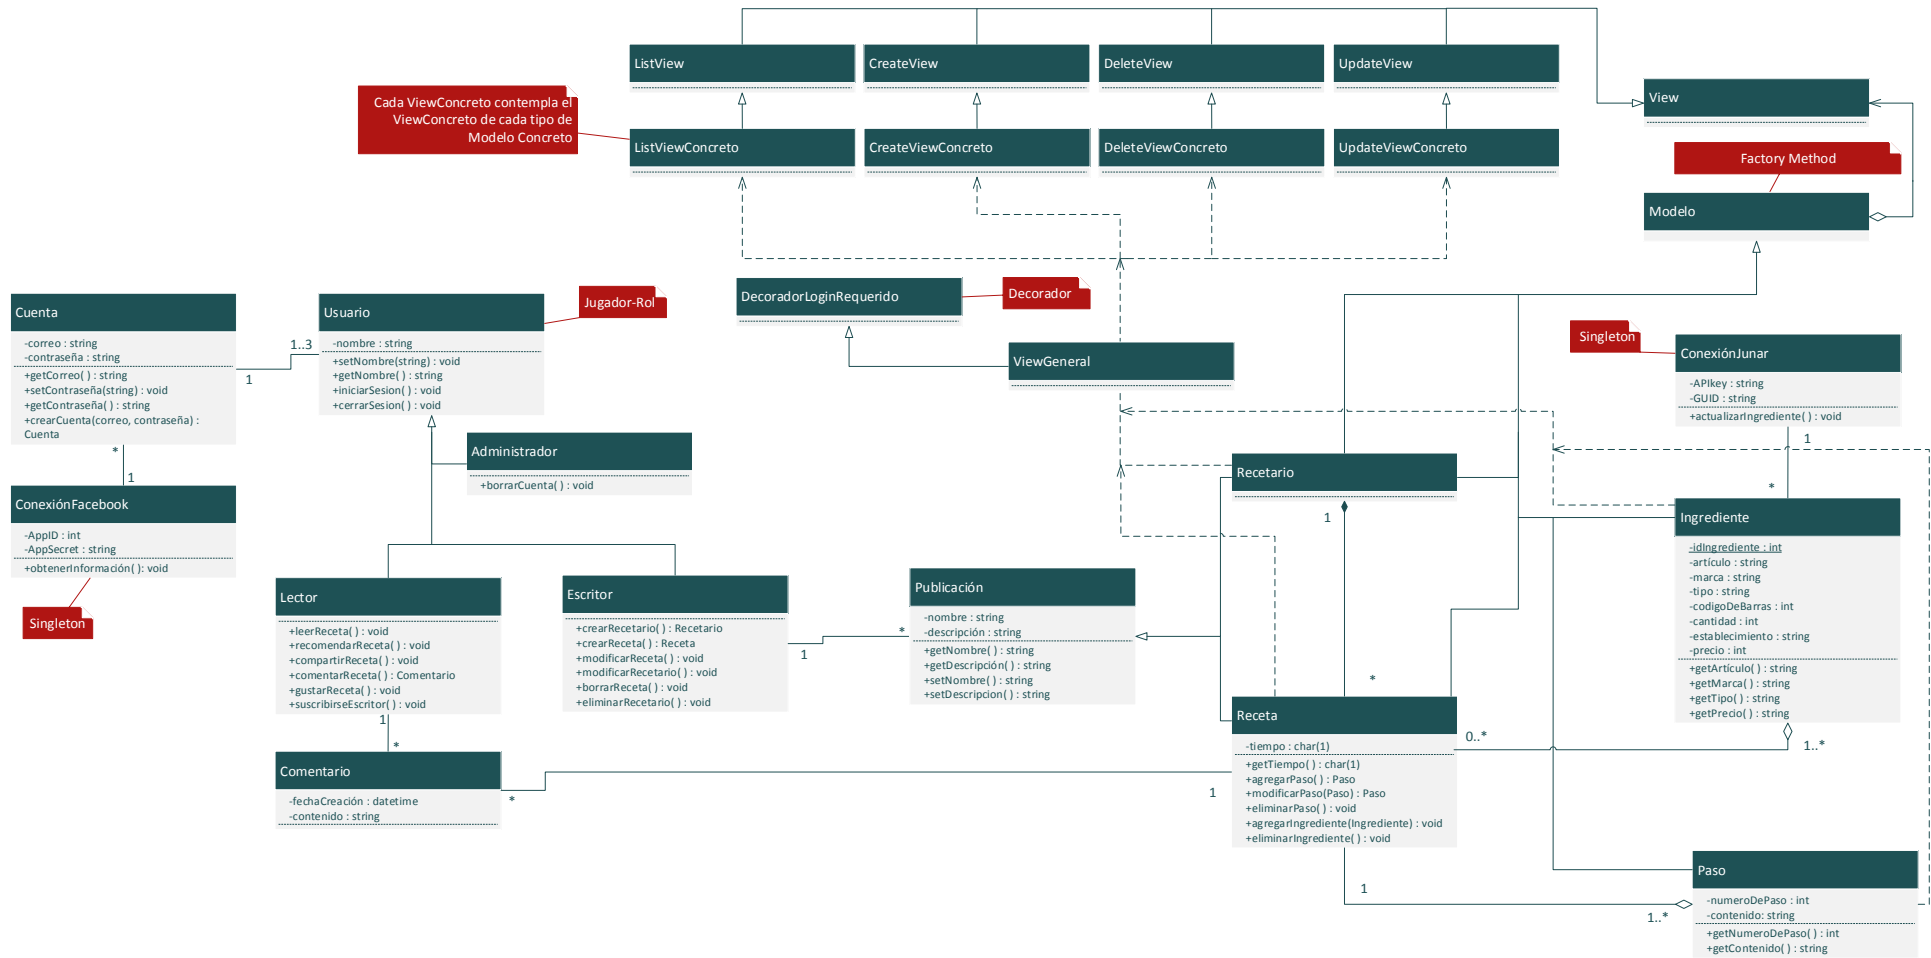 ListView
CreateView
DeleteView
UpdateView
View
Cada ViewConcreto contempla el
ViewConcreto de cada tipo de
Modelo Concreto
ListViewConcreto
CreateViewConcreto
DeleteViewConcreto
UpdateViewConcreto
Factory Method
Modelo
DecoradorLoginRequerido
Decorador
ViewGeneral
Cuenta
-correo : string
-contraseña : string
+getCorreo( ) : string
+setContraseña(string) : void
+getContraseña( ) : string
+crearCuenta(correo, contraseña) :
Cuenta
1
1..3
Usuario
-nombre : string
+setNombre(string) : void
+getNombre( ) : string
+iniciarSesion( ) : void
+cerrarSesion( ) : void
Jugador-Rol
Singleton
ConexiónJunar
-APIkey : string
-GUID : string
+actualizarIngrediente( ) : void
1
*
Administrador
+borrarCuenta( ) : void
*
1
ConexiónFacebook
-AppID : int
-AppSecret : string
+obtenerInformación( ): void
Singleton
Recetario
1
*
Ingrediente
-idIngrediente : int
-artículo : string
-marca : string
-tipo : string
-codigoDeBarras : int
-cantidad : int
-establecimiento : string
-precio : int
+getArtículo( ) : string
+getMarca( ) : string
+getTipo( ) : string
+getPrecio( ) : string
Lector
+leerReceta( ) : void
+recomendarReceta( ) : void
+compartirReceta( ) : void
+comentarReceta( ) : Comentario
+gustarReceta( ) : void
+suscribirseEscritor( ) : void
1
*
Escritor
+crearRecetario( ) : Recetario
+crearReceta( ) : Receta
+modificarReceta( ) : void
+modificarRecetario( ) : void
+borrarReceta( ) : void
+eliminarRecetario( ) : void
1
*
Publicación
-nombre : string
-descripción : string
+getNombre( ) : string
+getDescripción( ) : string
+setNombre( ) : string
+setDescripcion( ) : string
Receta
-tiempo : char(1)
+getTiempo( ) : char(1)
+agregarPaso( ) : Paso
+modificarPaso(Paso) : Paso
+eliminarPaso( ) : void
+agregarIngrediente(Ingrediente) : void
+eliminarIngrediente( ) : void
0..*
1..*
Comentario
-fechaCreación : datetime
-contenido : string
*
1
1
1..*
Paso
-numeroDePaso : int
-contenido: string
+getNumeroDePaso( ) : int
+getContenido( ) : string